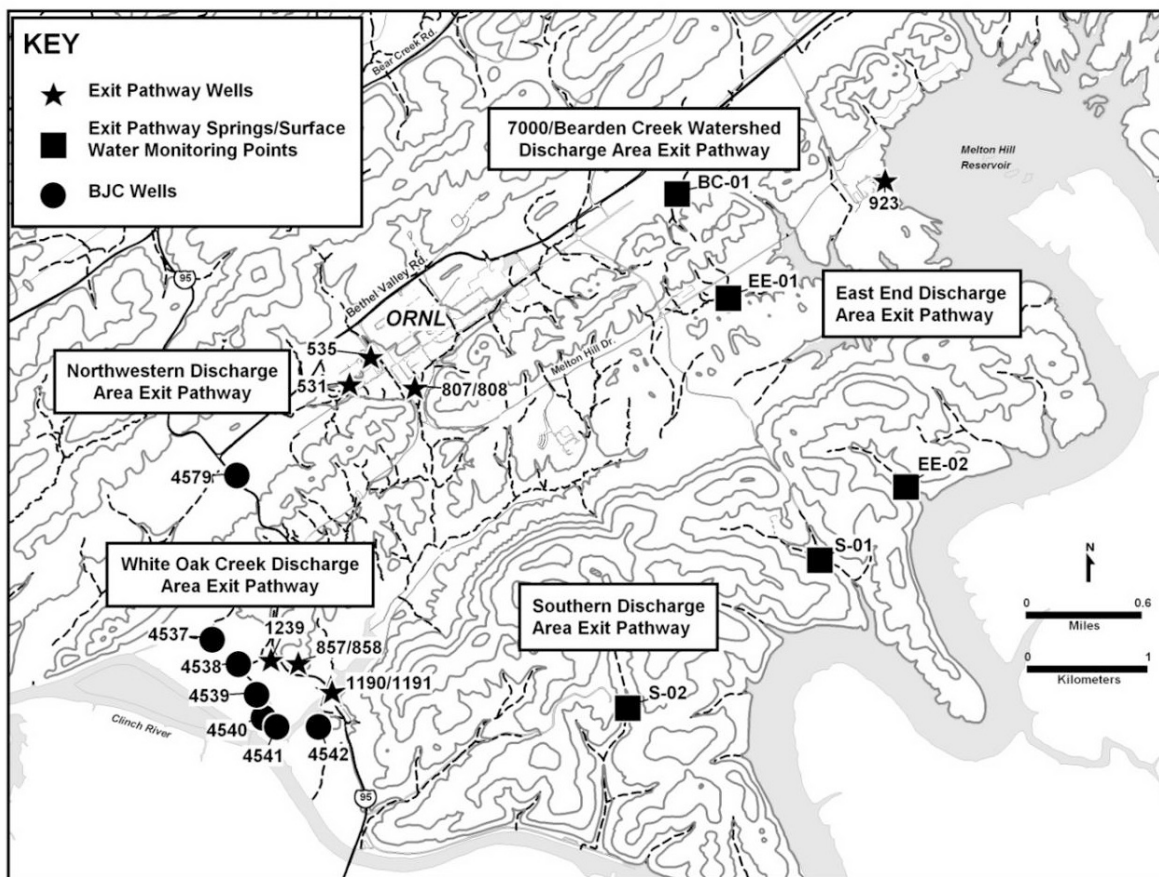 KEY
Exit Pathway Wells
Exit Pathway Springs/Surface
Water Monitoring Points
BJC Wells
Bear Creek Rd.
7000/Bearden Creek Watershed
Discharge Area Exit Pathway
Melton Hill
Reservoir
BC-01
923
95
Bethel Valley Rd.
EE-01
East End Discharge
Area Exit Pathway
ORNL
535
Northwestern Discharge
Area Exit Pathway
531
807/808
Melton Hill Dr.
4579
EE-02
S-01
White Oak Creek Discharge
Area Exit Pathway
N
Southern Discharge
Area Exit Pathway
0 0.6
Miles
4537
1239
857/858
4538
1190/1191
0 1
Kilometers
4539
S-02
Clinch River
4540
4541
4542
95